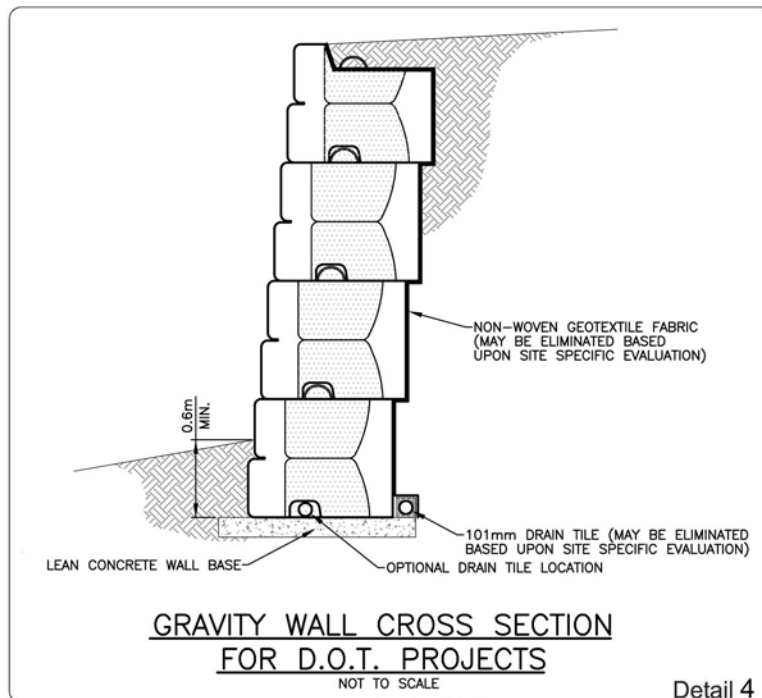 NON-WOVEN GEOTEXTILE FABRIC
(MAY BE ELIMINATED BASED
UPON SITE SPECIFIC EVALUATION)
0.6m
MIN.
101mm DRAIN TILE (MAY BE ELIMINATED
BASED UPON SITE SPECIFIC EVALUATION)
LEAN CONCRETE WALL BASE
OPTIONAL DRAIN TILE LOCATION
GRAVITY WALL CROSS SECTION
FOR D.O.T. PROJECTS
NOT TO SCALE
Detail 4